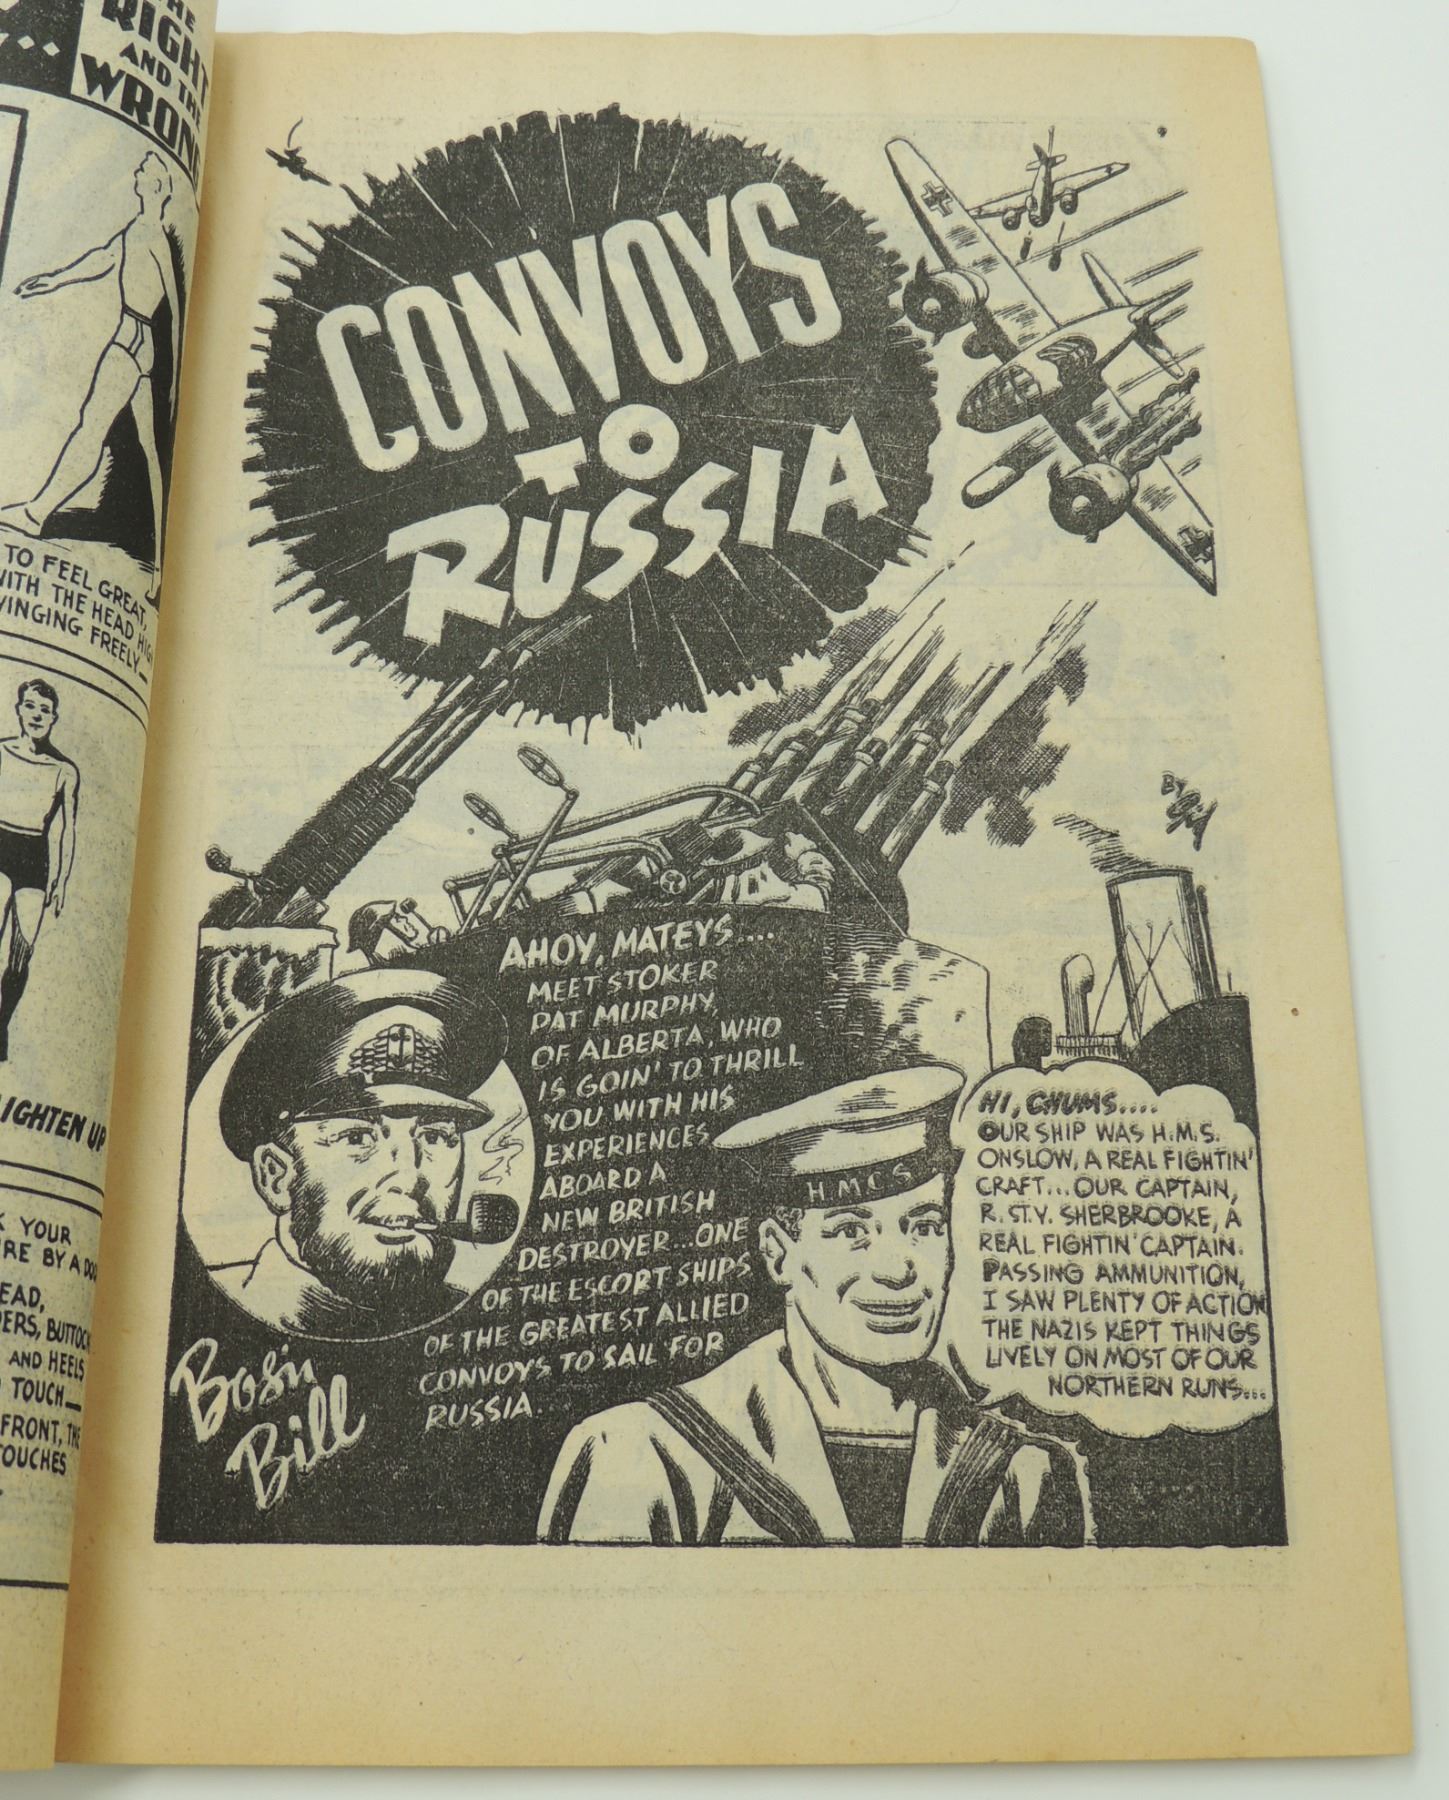 THE
RIGHT
AND THE
WRONG
TO FEEL GREAT,
WITH THE HEAD HIGH
SWINGING FREELY—
LIGHTEN UP
YOUR
BY A
HEAD,
BUTTOCKS
AND HEELS
TOUCH—
FRONT, THE
TOUCHES
CONVOYS
TO
RUSSIA
BY Gil
AHOY, MATEYS....
MEET STOKER
PAT MURPHY,
OF ALBERTA, WHO
IS GOIN' TO THRILL
YOU WITH HIS
EXPERIENCES
ABOARD A
NEW BRITISH
DESTROYER...ONE
OF THE ESCORT SHIPS
OF THE GREATEST ALLIED
CONVOYS TO SAIL FOR
RUSSIA.
Bos'n
Bill
H.M.C.S
HI, CHUMS....
OUR SHIP WAS H.M.S.
ONSLOW, A REAL FIGHTIN'
CRAFT...OUR CAPTAIN,
R. ST.V. SHERBROOKE, A
REAL FIGHTIN' CAPTAIN.
PASSING AMMUNITION,
I SAW PLENTY OF ACTION
THE NAZIS KEPT THINGS
LIVELY ON MOST OF OUR
NORTHERN RUNS...